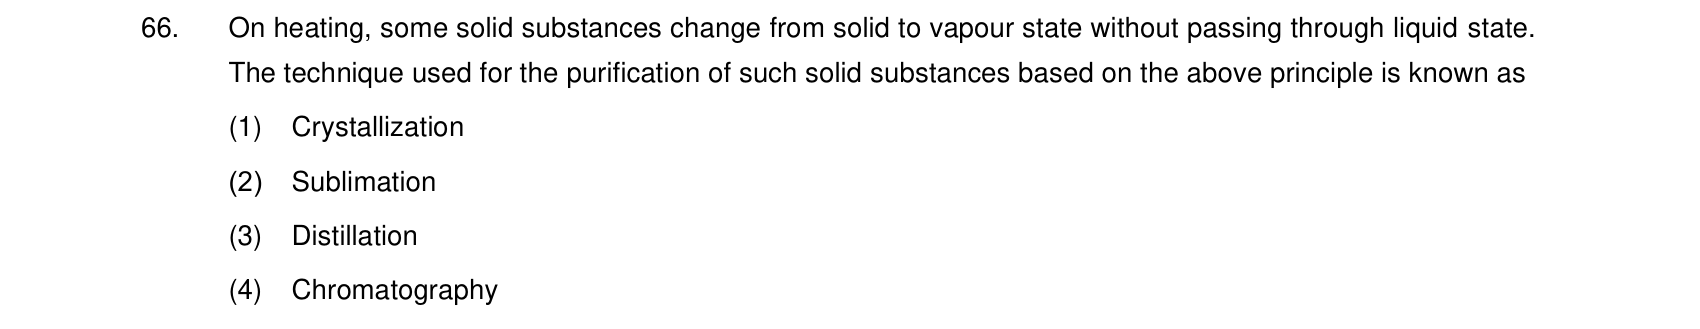 66. On heating, some solid substances change from solid to vapour state without passing through liquid state.
The technique used for the purification of such solid substances based on the above principle is known as
(1) Crystallization
(2) Sublimation
(3) Distillation
(4) Chromatography